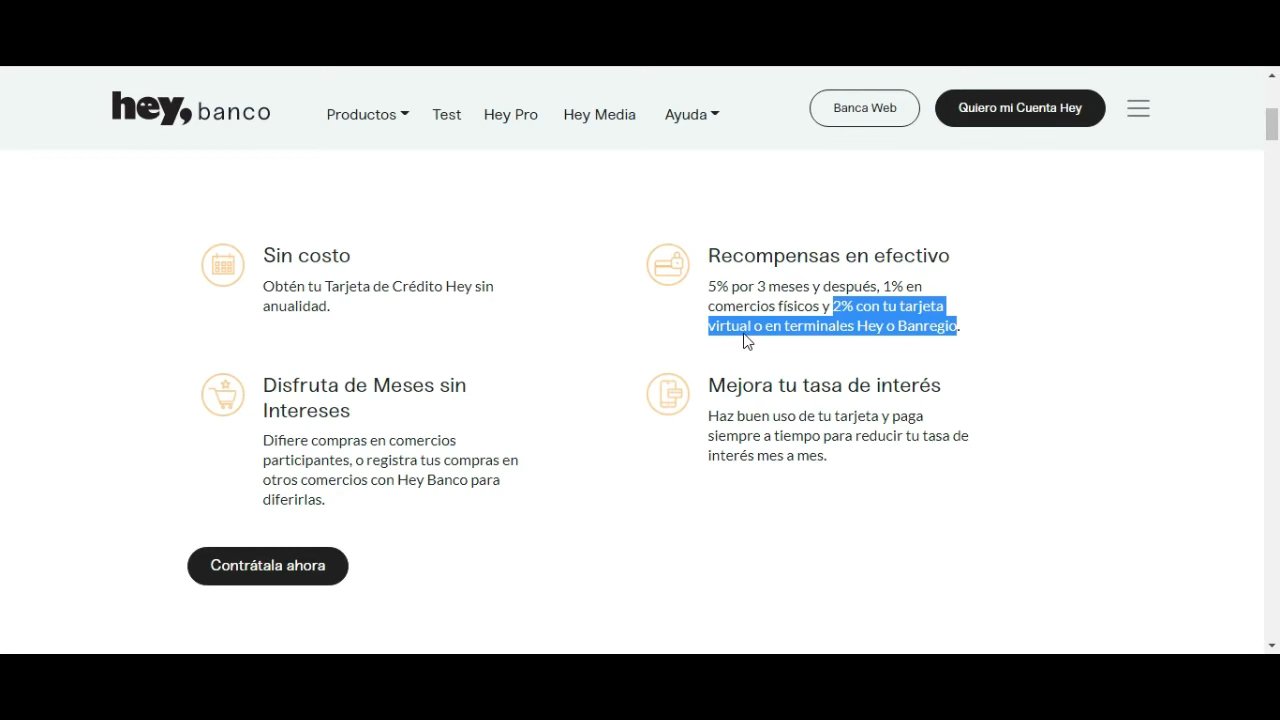 hey, banco
Productos
Test
Hey Pro
Hey Media
Ayuda
Banca Web
Quiero mi Cuenta Hey
Sin costo
Obtén tu Tarjeta de Crédito Hey sin
anualidad.
Recompensas en efectivo
5% por 3 meses y después, 1% en
comercios físicos y 2% con tu tarjeta
virtual o en terminales Hey o Banregio.
Disfruta de Meses sin
Intereses
Difiere compras en comercios
participantes, o registra tus compras en
otros comercios con Hey Banco para
diferirlas.
Mejora tu tasa de interés
Haz buen uso de tu tarjeta y paga
siempre a tiempo para reducir tu tasa de
interés mes a mes.
Contrátala ahora